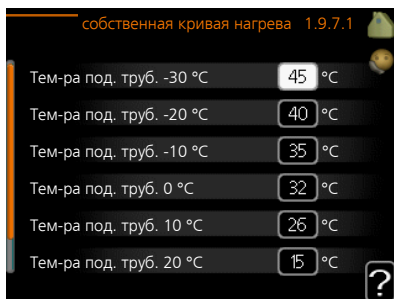 собственная кривая нагрева 1.9.7.1
Тем-ра под. труб. -30 °C 45 °C
Тем-ра под. труб. -20 °C 40 °C
Тем-ра под. труб. -10 °C 35 °C
Тем-ра под. труб. 0 °C 32 °C
Тем-ра под. труб. 10 °C 26 °C
Тем-ра под. труб. 20 °C 15 °C
?